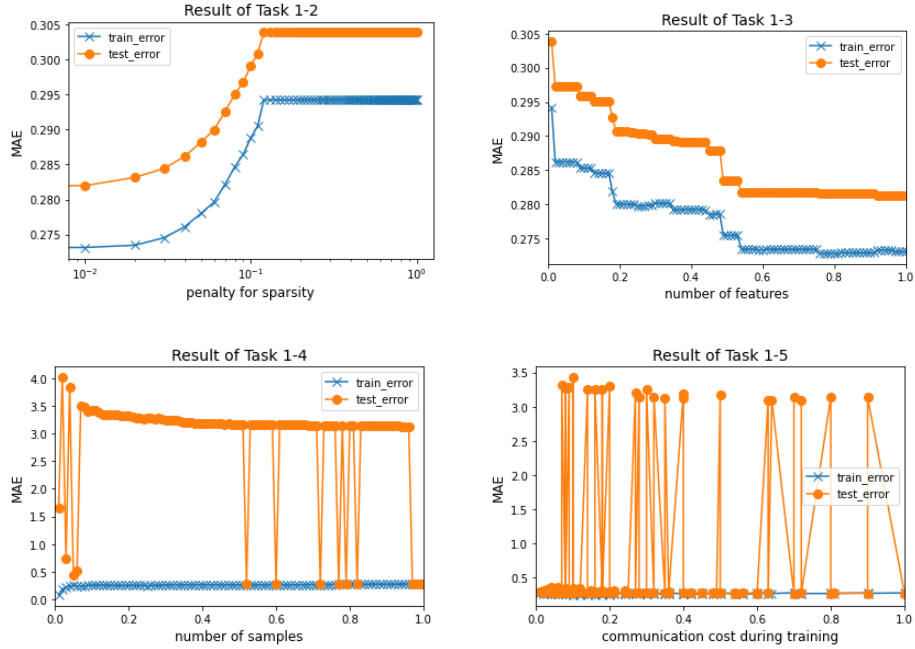 Result of Task 1-2
train_error
test_error
0.305
0.300
0.295
0.290
0.285
0.280
0.275
MAE
10⁻²
10⁻¹
10⁰
penalty for sparsity
Result of Task 1-3
train_error
test_error
0.305
0.300
0.295
0.290
0.285
0.280
0.275
MAE
0.0 0.2 0.4 0.6 0.8 1.0
number of features
Result of Task 1-4
train_error
test_error
4.0
3.5
3.0
2.5
2.0
1.5
1.0
0.5
0.0
MAE
0.0 0.2 0.4 0.6 0.8 1.0
number of samples
Result of Task 1-5
train_error
test_error
3.5
3.0
2.5
2.0
1.5
1.0
0.5
MAE
0.0 0.2 0.4 0.6 0.8 1.0
communication cost during training